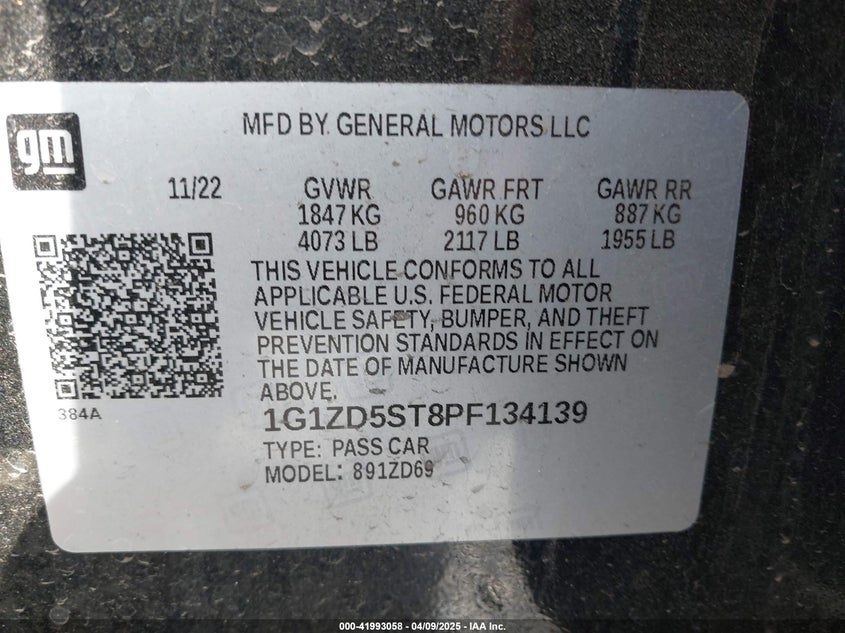 gm
MFD BY GENERAL MOTORS LLC
11/22 GVWR GAWR FRT GAWR RR
1847 KG 960 KG 887 KG
4073 LB 2117 LB 1955 LB
THIS VEHICLE CONFORMS TO ALL
APPLICABLE U.S. FEDERAL MOTOR
VEHICLE SAFETY, BUMPER, AND THEFT
PREVENTION STANDARDS IN EFFECT ON
THE DATE OF MANUFACTURE SHOWN
ABOVE.
384A
1G1ZD5ST8PF134139
TYPE: PASS CAR
MODEL: 891ZD69
000-41993058 - 04/09/2025 - IAA Inc.